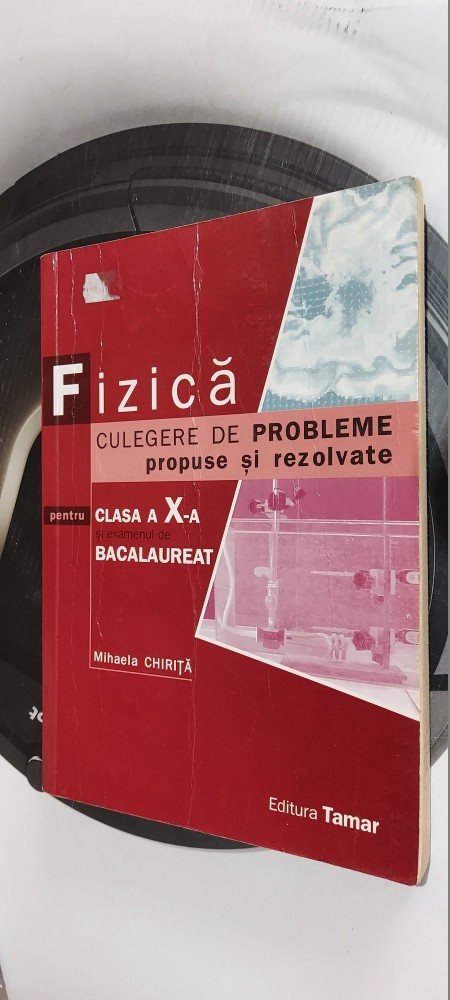 Fizică
CULEGERE DE PROBLEME
propuse și rezolvate
pentru
CLASA A X-A
și examenul de
BACALAUREAT
Mihaela CHIRIȚĂ
Editura Tamar